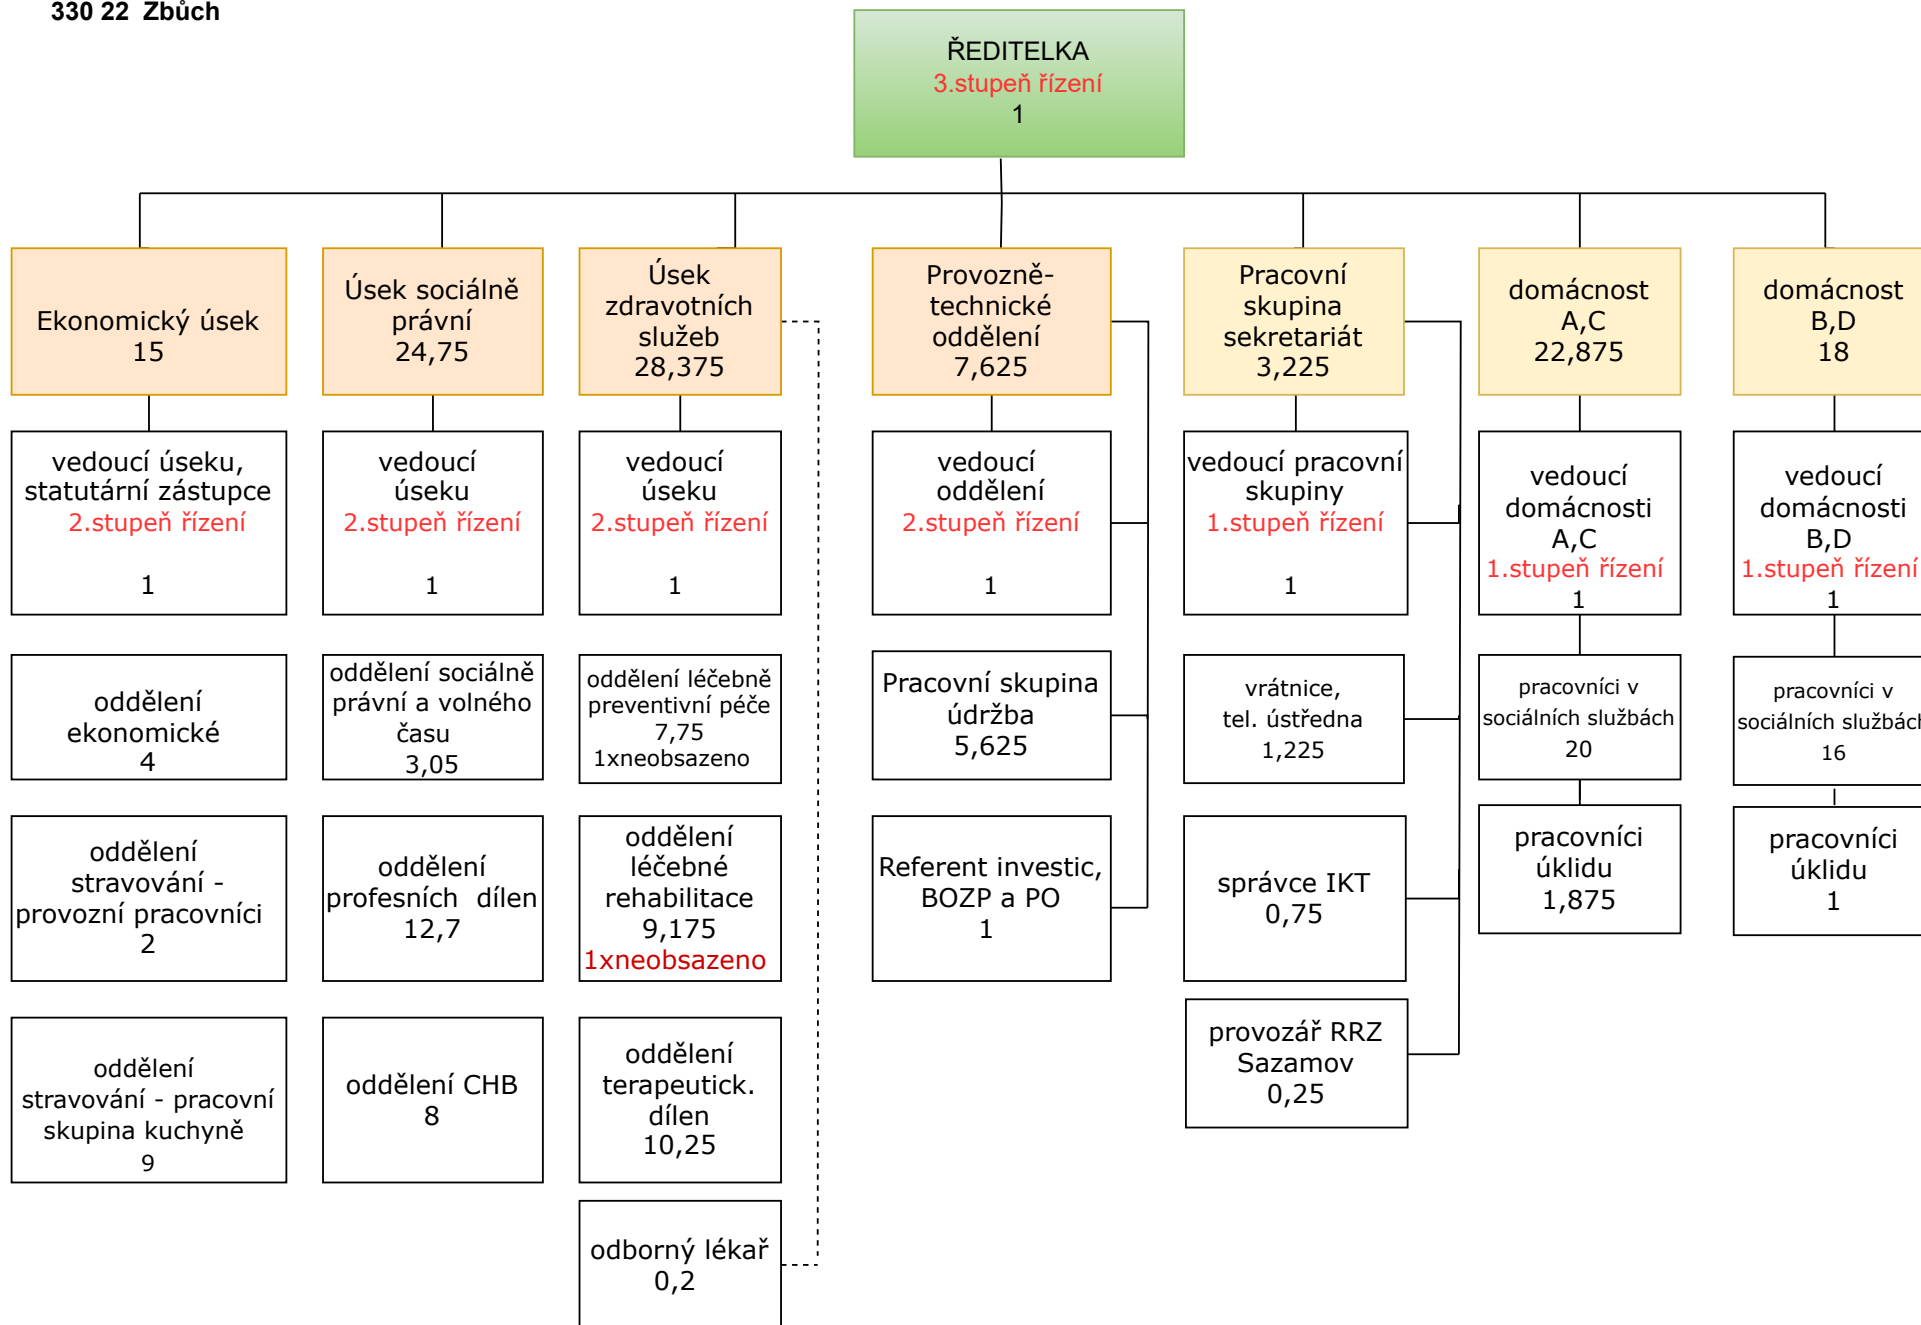 330 22 Zbůch
ŘEDITELKA
3.stupeň řízení
1
Ekonomický úsek
15
Úsek sociálně
právní
24,75
Úsek
zdravotních
služeb
28,375
Provozně-
technické
oddělení
7,625
Pracovní
skupina
sekretariát
3,225
domácnost
A,C
22,875
domácnost
B,D
18
vedoucí úseku,
statutární zástupce
2.stupeň řízení
1
vedoucí
úseku
2.stupeň řízení
1
vedoucí
úseku
2.stupeň řízení
1
vedoucí
oddělení
2.stupeň řízení
1
vedoucí pracovní
skupiny
1.stupeň řízení
1
vedoucí
domácnosti
A,C
1.stupeň řízení
1
vedoucí
domácnosti
B,D
1.stupeň řízení
1
oddělení
ekonomické
4
oddělení sociálně
právní a volného
času
3,05
oddělení léčebně
preventivní péče
7,75
1xneobsazeno
Pracovní skupina
údržba
5,625
vrátnice,
tel. ústředna
1,225
pracovníci v
sociálních službách
20
pracovníci v
sociálních službách
16
oddělení
stravování -
provozní pracovníci
2
oddělení
profesních dílen
12,7
oddělení
léčebné
rehabilitace
9,175
1xneobsazeno
Referent investic,
BOZP a PO
1
správce IKT
0,75
pracovníci
úklidu
1,875
pracovníci
úklidu
1
oddělení
stravování - pracovní
skupina kuchyně
9
oddělení CHB
8
oddělení
terapeutick.
dílen
10,25
provozář RRZ
Sazamov
0,25
odborný lékař
0,2